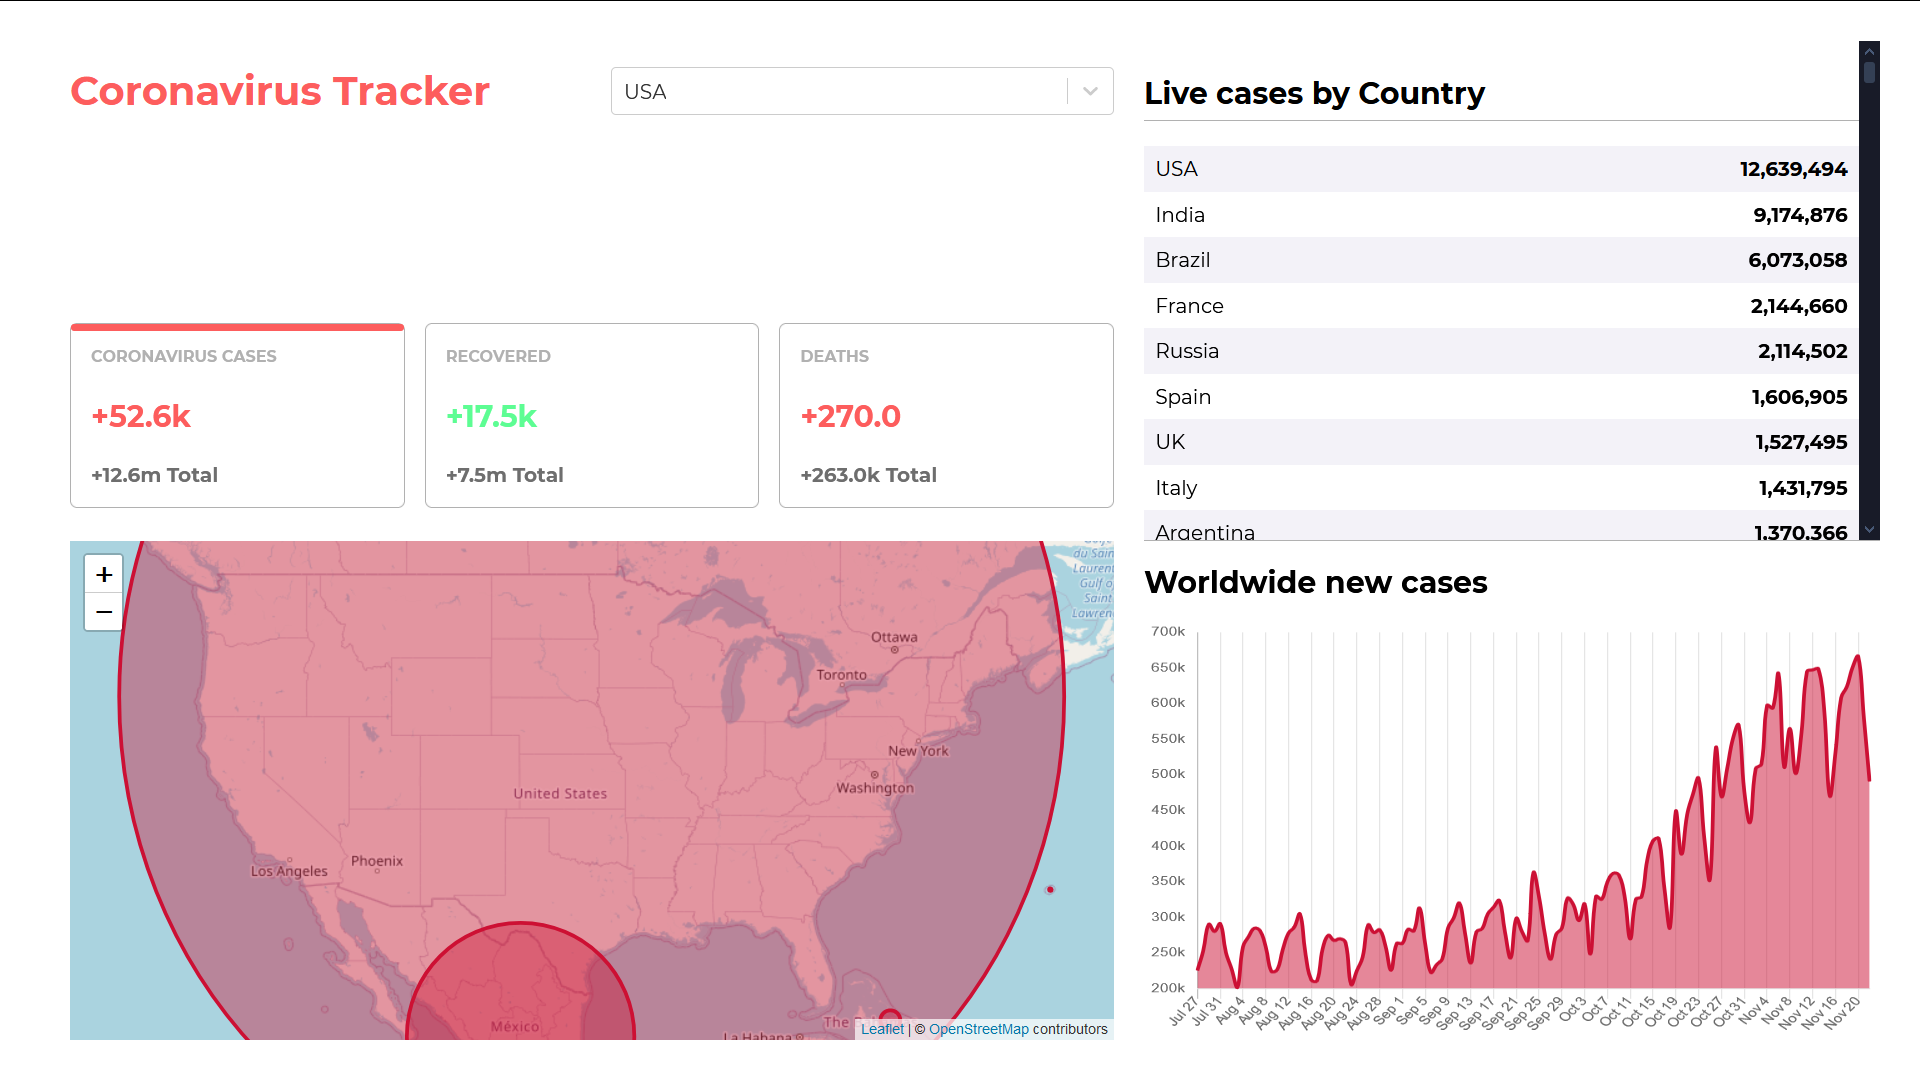 Coronavirus Tracker
USA
CORONAVIRUS CASES
+52.6k
+12.6m Total
RECOVERED
+17.5k
+7.5m Total
DEATHS
+270.0
+263.0k Total
+
−
Ottawa
Toronto
New York
Washington
United States
Phoenix
Los Angeles
México
La Habana
The
du Sain
Lauren
Gulf o
Saint
Lawren
Leaflet | © OpenStreetMap contributors
Live cases by Country
USA 12,639,494
India 9,174,876
Brazil 6,073,058
France 2,144,660
Russia 2,114,502
Spain 1,606,905
UK 1,527,495
Italy 1,431,795
Argentina 1,370,366
Worldwide new cases
700k
650k
600k
550k
500k
450k
400k
350k
300k
250k
200k
Jul 27 Jul 31 Aug 4 Aug 8 Aug 12 Aug 16 Aug 20 Aug 24 Aug 28 Sep 1 Sep 5 Sep 9 Sep 13 Sep 17 Sep 21 Sep 25 Sep 29 Oct 3 Oct 7 Oct 11 Oct 15 Oct 19 Oct 23 Oct 27 Oct 31 Nov 4 Nov 8 Nov 12 Nov 16 Nov 20